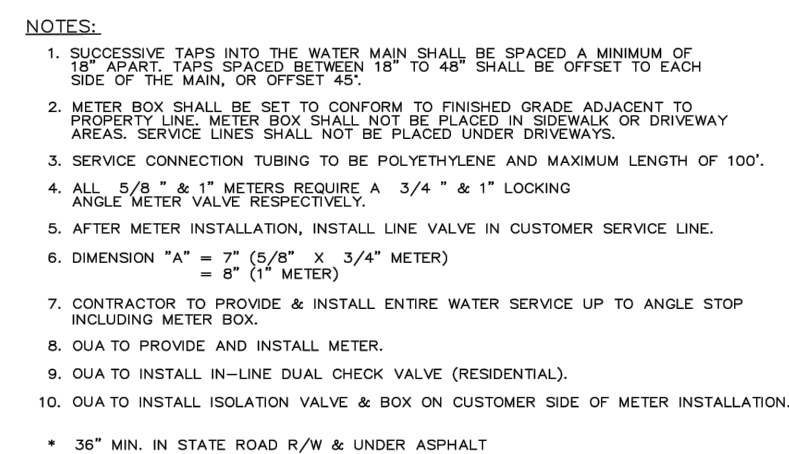 NOTES:
1. SUCCESSIVE TAPS INTO THE WATER MAIN SHALL BE SPACED A MINIMUM OF
18" APART. TAPS SPACED BETWEEN 18" TO 48" SHALL BE OFFSET TO EACH
SIDE OF THE MAIN, OR OFFSET 45°.
2. METER BOX SHALL BE SET TO CONFORM TO FINISHED GRADE ADJACENT TO
PROPERTY LINE. METER BOX SHALL NOT BE PLACED IN SIDEWALK OR DRIVEWAY
AREAS. SERVICE LINES SHALL NOT BE PLACED UNDER DRIVEWAYS.
3. SERVICE CONNECTION TUBING TO BE POLYETHYLENE AND MAXIMUM LENGTH OF 100'.
4. ALL 5/8 " & 1" METERS REQUIRE A 3/4 " & 1" LOCKING
ANGLE METER VALVE RESPECTIVELY.
5. AFTER METER INSTALLATION, INSTALL LINE VALVE IN CUSTOMER SERVICE LINE.
6. DIMENSION "A" = 7" (5/8" X 3/4" METER)
= 8" (1" METER)
7. CONTRACTOR TO PROVIDE & INSTALL ENTIRE WATER SERVICE UP TO ANGLE STOP
INCLUDING METER BOX.
8. OUA TO PROVIDE AND INSTALL METER.
9. OUA TO INSTALL IN-LINE DUAL CHECK VALVE (RESIDENTIAL).
10. OUA TO INSTALL ISOLATION VALVE & BOX ON CUSTOMER SIDE OF METER INSTALLATION.
* 36" MIN. IN STATE ROAD R/W & UNDER ASPHALT